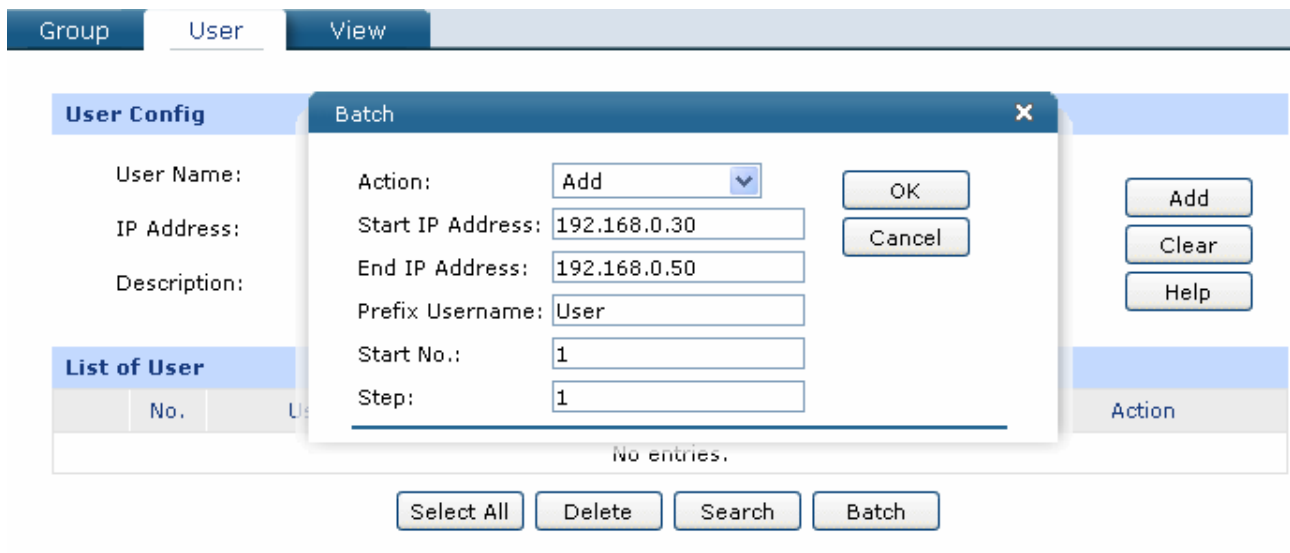 Group User View
User Config
Batch
User Name:
IP Address:
Description:
Action: Add
Start IP Address: 192.168.0.30
End IP Address: 192.168.0.50
Prefix Username: User
Start No.: 1
Step: 1
OK
Cancel
Add
Clear
Help
List of User
No. Action
No entries.
Select All Delete Search Batch